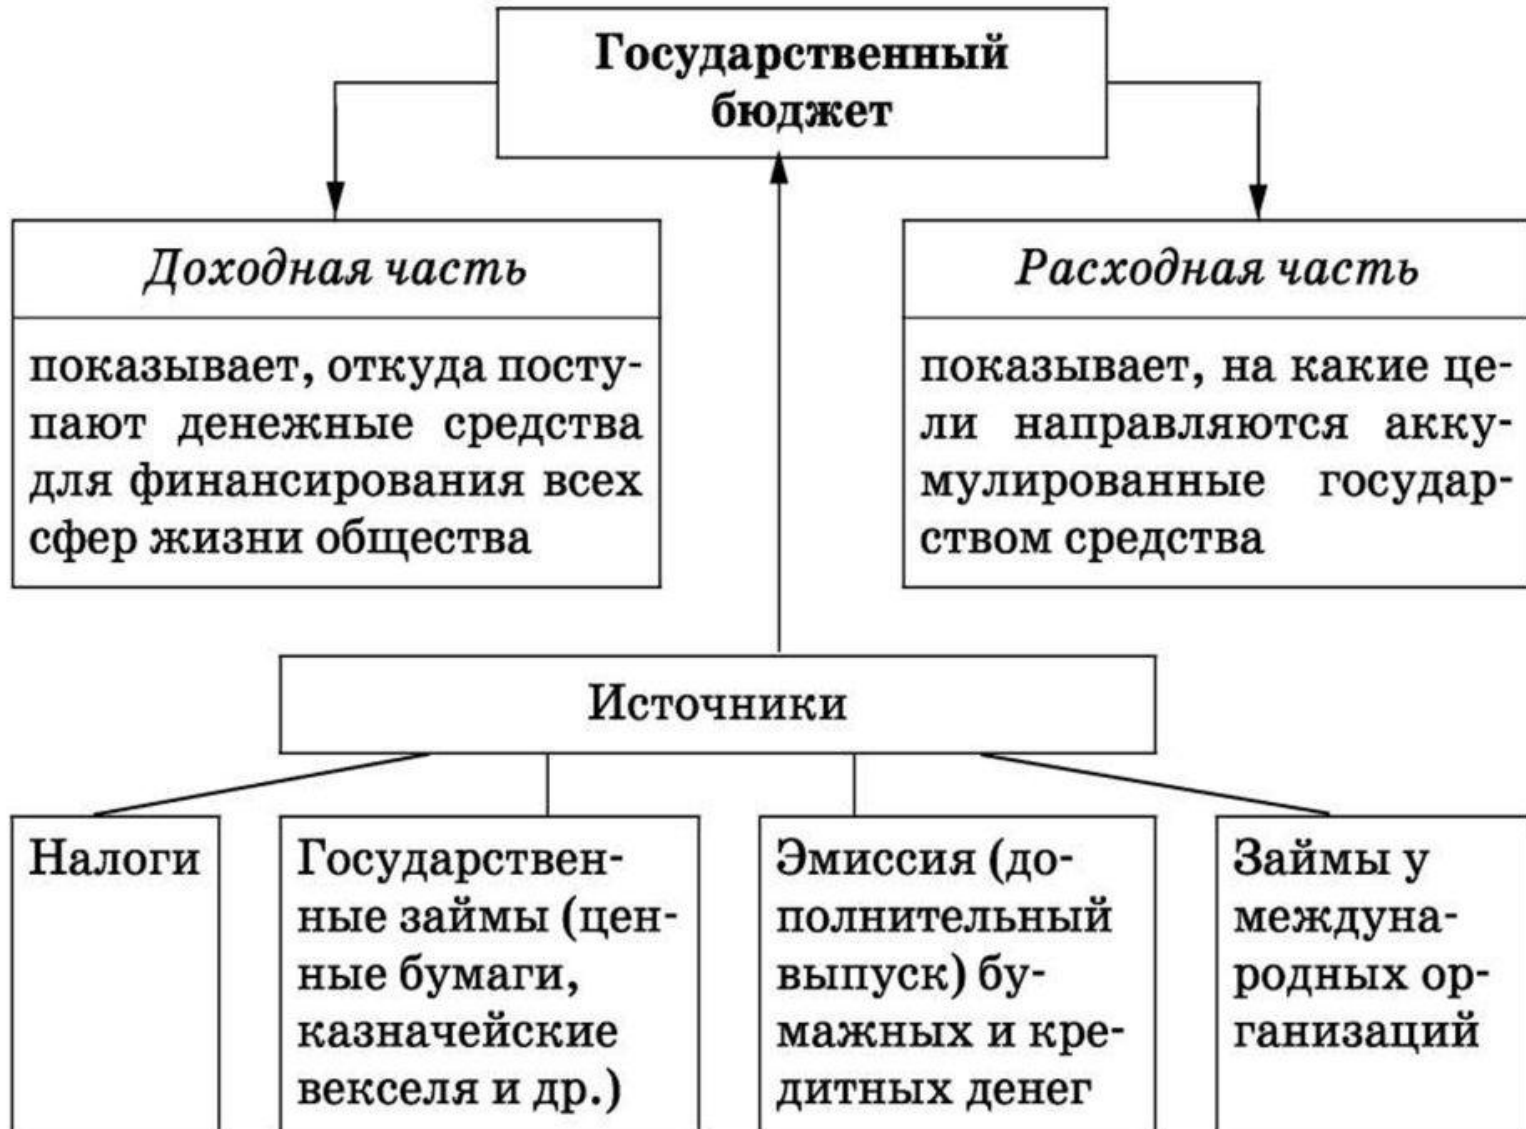 Государственный
бюджет
Доходная часть
показывает, откуда посту-
пают денежные средства
для финансирования всех
сфер жизни общества
Расходная часть
показывает, на какие це-
ли направляются акку-
мулированные государ-
ством средства
Источники
Налоги
Государствен-
ные займы (цен-
ные бумаги,
казначейские
векселя и др.)
Эмиссия (до-
полнительный
выпуск) бу-
мажных и кре-
дитных денег
Займы у
междуна-
родных ор-
ганизаций